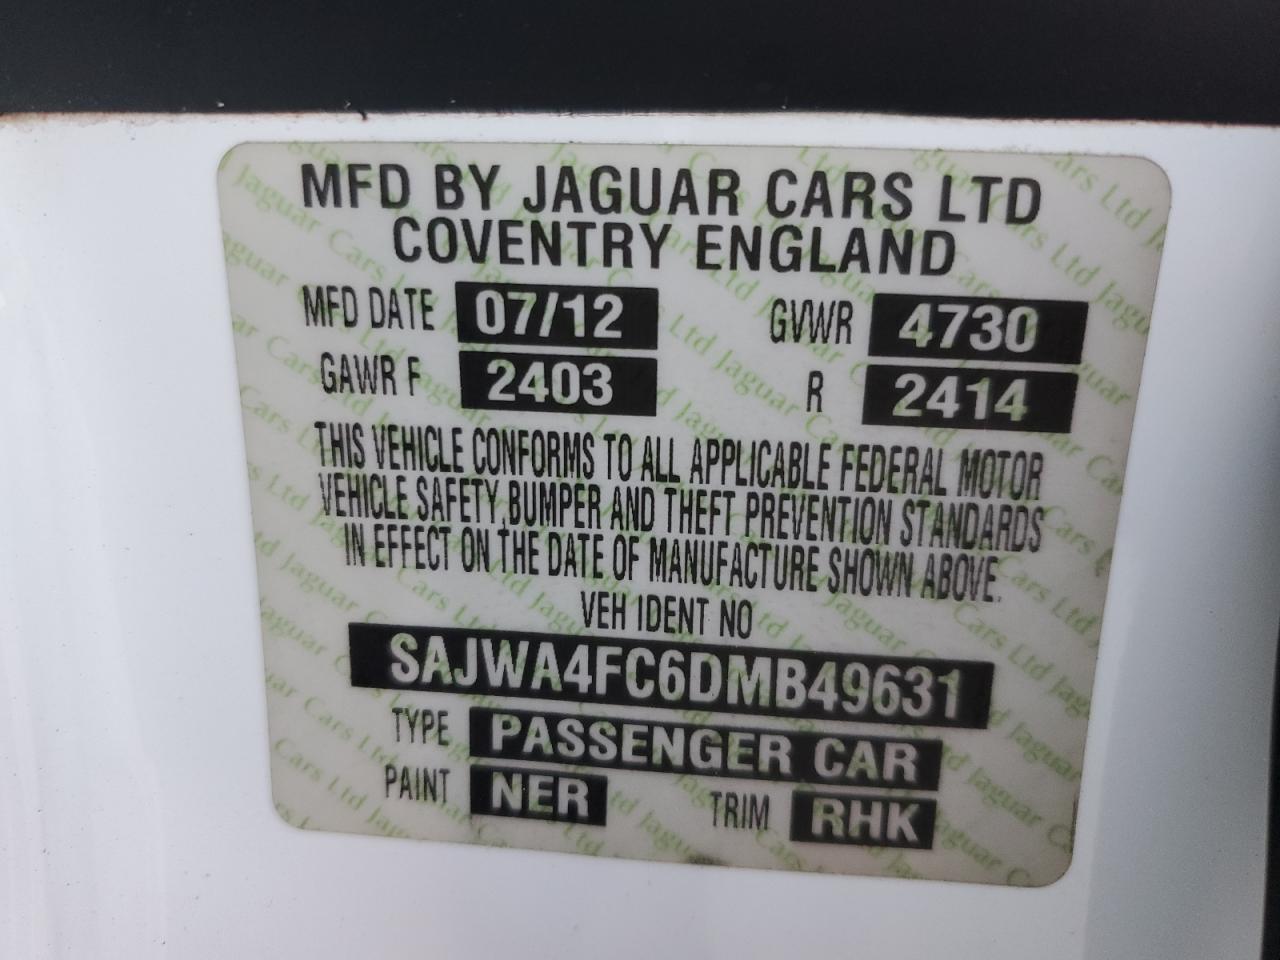 MFD BY JAGUAR CARS LTD
COVENTRY ENGLAND
MFD DATE 07/12 GVWR 4730
GAWR F 2403 R 2414
THIS VEHICLE CONFORMS TO ALL APPLICABLE FEDERAL MOTOR
VEHICLE SAFETY, BUMPER AND THEFT PREVENTION STANDARDS
IN EFFECT ON THE DATE OF MANUFACTURE SHOWN ABOVE.
VEH IDENT NO
SAJWA4FC6DMB49631
TYPE PASSENGER CAR
PAINT NER TRIM RHK